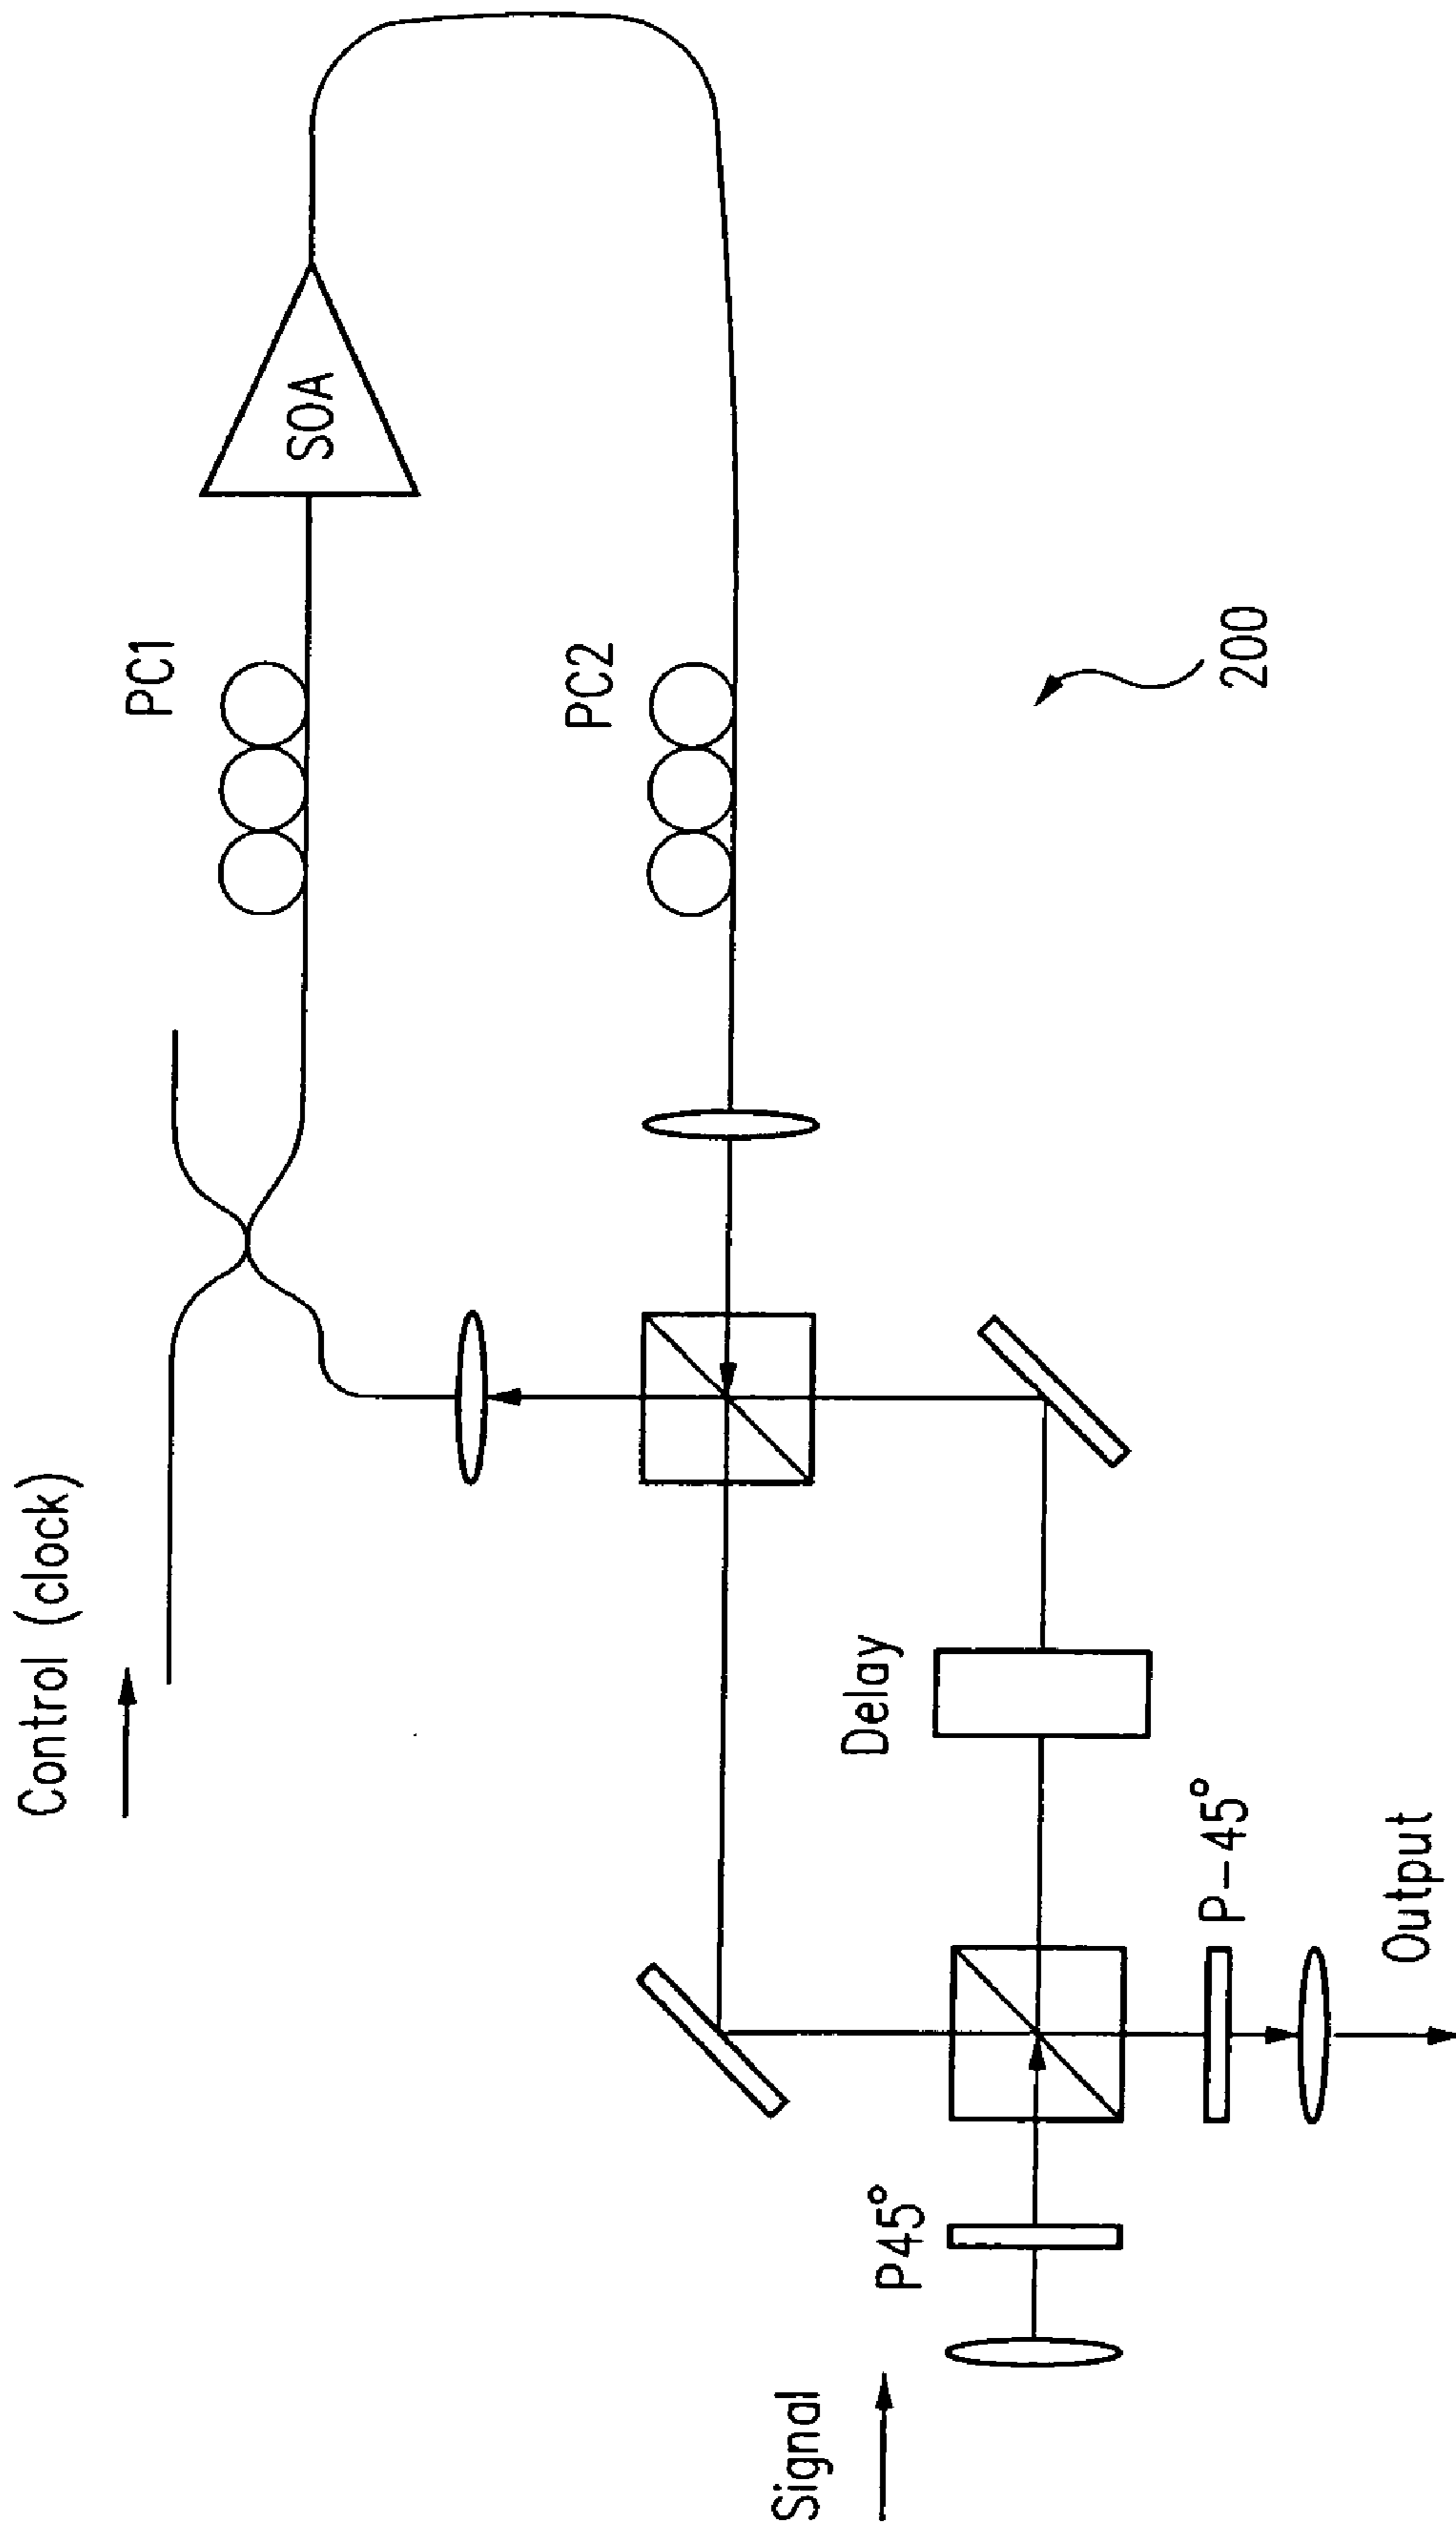 Control (clock)
PC1
SOA
PC2
200
Delay
P-45°
Output
P45°
Signal